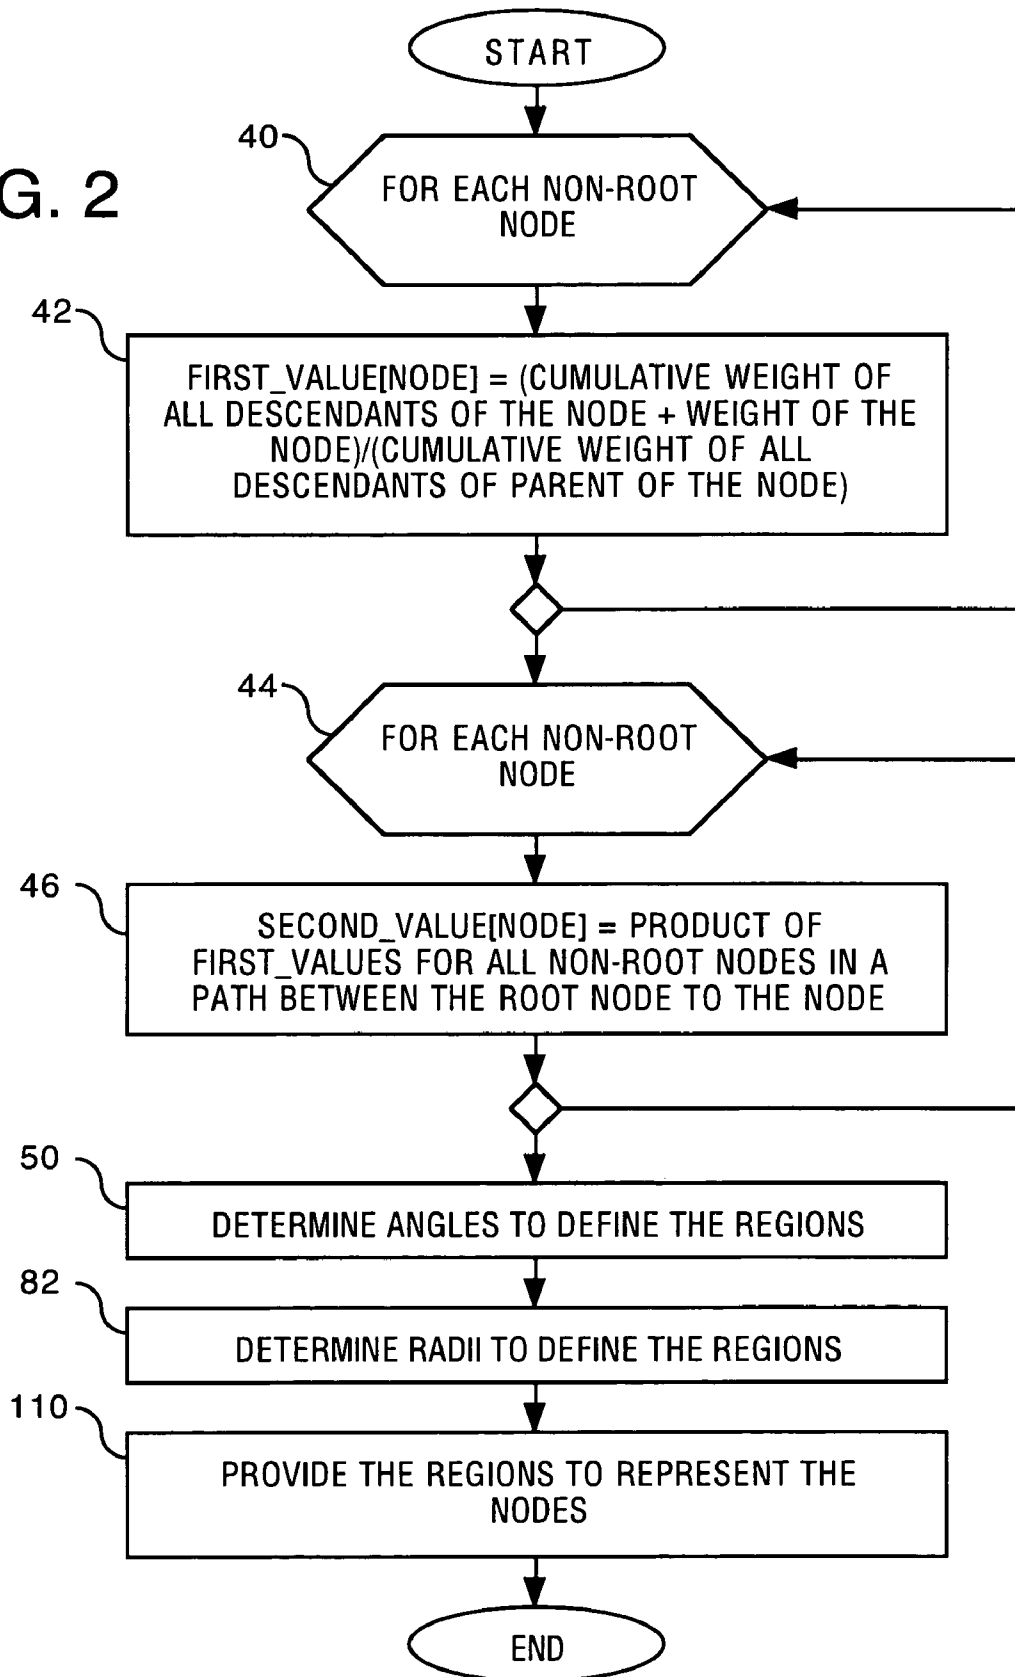 START
40
FOR EACH NON-ROOT
NODE
G. 2
42
FIRST_VALUE[NODE] = (CUMULATIVE WEIGHT OF
ALL DESCENDANTS OF THE NODE + WEIGHT OF THE
NODE)/(CUMULATIVE WEIGHT OF ALL
DESCENDANTS OF PARENT OF THE NODE)
44
FOR EACH NON-ROOT
NODE
46
SECOND_VALUE[NODE] = PRODUCT OF
FIRST_VALUES FOR ALL NON-ROOT NODES IN A
PATH BETWEEN THE ROOT NODE TO THE NODE
50
DETERMINE ANGLES TO DEFINE THE REGIONS
82
DETERMINE RADII TO DEFINE THE REGIONS
110
PROVIDE THE REGIONS TO REPRESENT THE
NODES
END